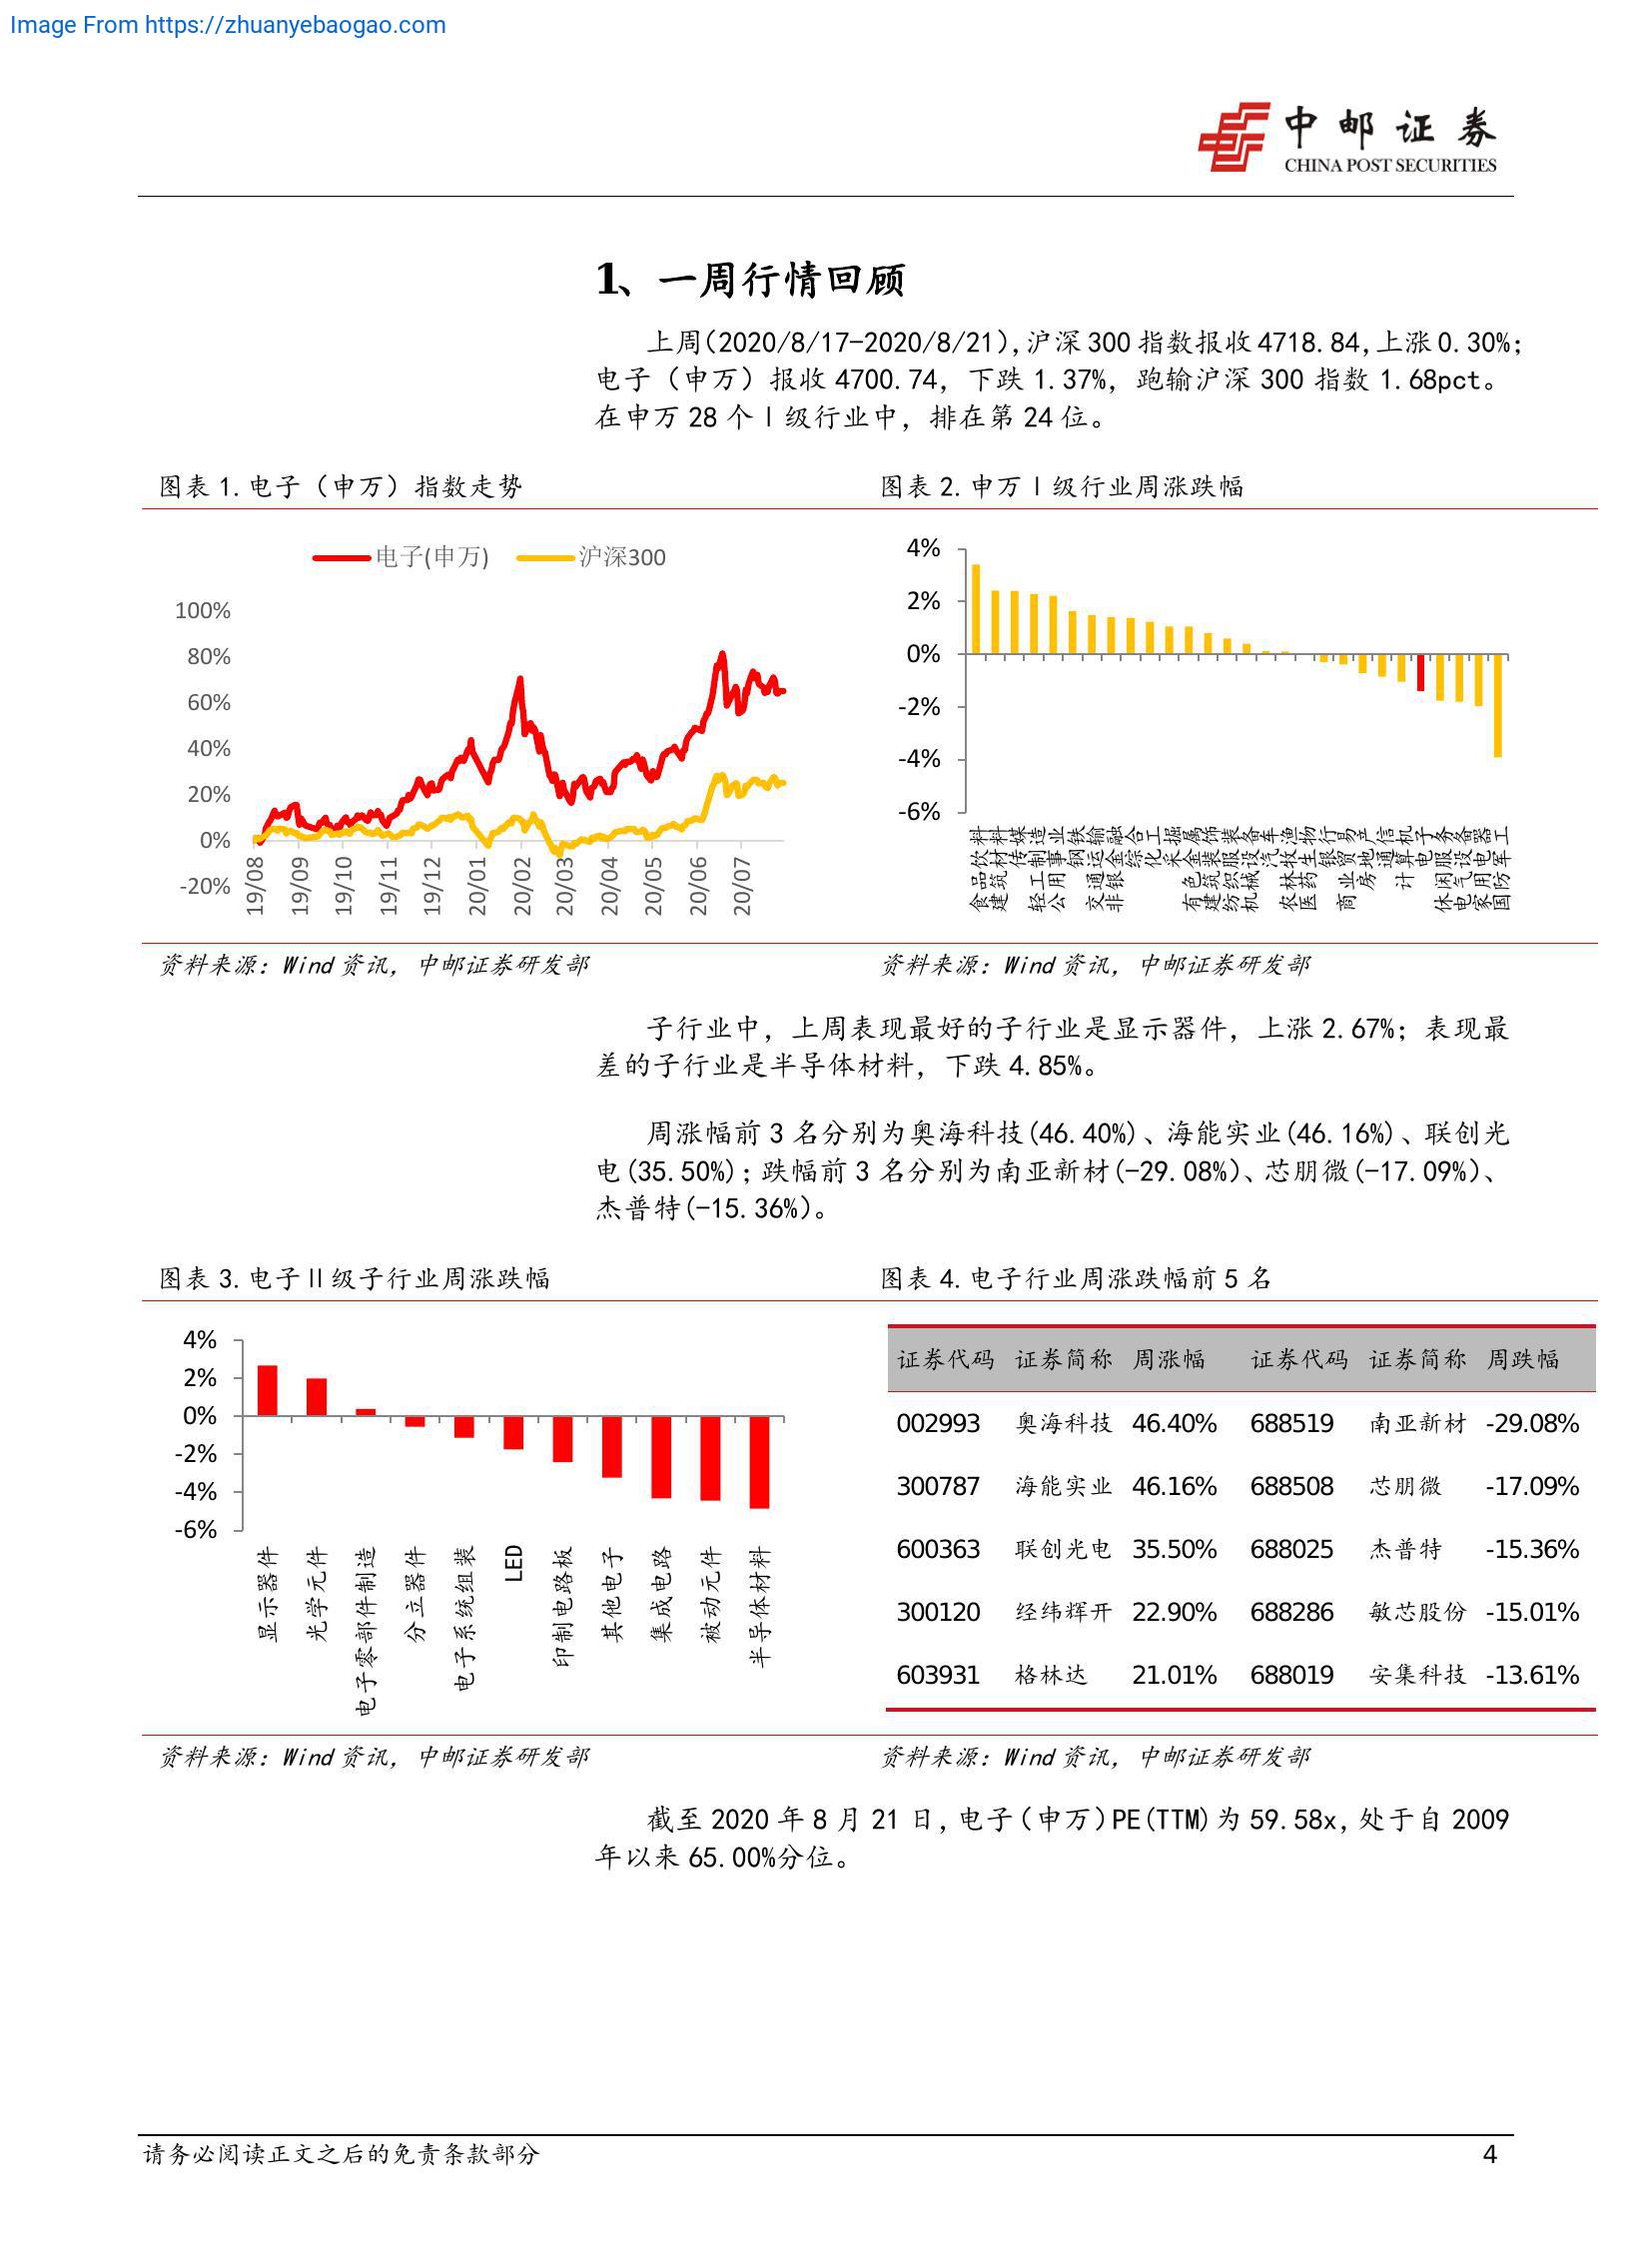 Image From https://zhuanyebaogao.com
中邮证券
CHINA POST SECURITIES
1、一周行情回顾
上周(2020/8/17-2020/8/21),沪深300指数报收4718.84,上涨0.30%;
电子（申万）报收 4700.74，下跌 1.37%，跑输沪深 300 指数 1.68pct。
在申万 28 个Ⅰ级行业中，排在第 24 位。
图表 1.电子（申万）指数走势
电子(申万)
沪深300
100%
80%
60%
40%
20%
0%
-20%
19/08
19/09
19/10
19/11
19/12
20/01
20/02
20/03
20/04
20/05
20/06
20/07
资料来源：Wind 资讯，中邮证券研发部
图表 2.申万Ⅰ级行业周涨跌幅
4%
2%
0%
-2%
-4%
-6%
食品饮料
建筑材料
传媒
轻工制造
公用事业
钢铁
交通运输
非银金融
综合
化工
采掘
有色金属
建筑装饰
纺织服装
机械设备
汽车
农林牧渔
医药生物
银行
商业贸易
房地产
通信
计算机
电子
休闲服务
电气设备
家用电器
国防军工
资料来源：Wind 资讯，中邮证券研发部
子行业中，上周表现最好的子行业是显示器件，上涨 2.67%；表现最
差的子行业是半导体材料，下跌 4.85%。
周涨幅前 3 名分别为奥海科技(46.40%)、海能实业(46.16%)、联创光
电(35.50%)；跌幅前 3 名分别为南亚新材(-29.08%)、芯朋微(-17.09%)、
杰普特(-15.36%)。
图表 3.电子Ⅱ级子行业周涨跌幅
4%
2%
0%
-2%
-4%
-6%
显示器件
光学元件
电子零部件制造
分立器件
电子系统组装
LED
印制电路板
其他电子
集成电路
被动元件
半导体材料
资料来源：Wind 资讯，中邮证券研发部
图表 4.电子行业周涨跌幅前 5 名
证券代码 证券简称 周涨幅 证券代码 证券简称 周跌幅
002993 奥海科技 46.40% 688519 南亚新材 -29.08%
300787 海能实业 46.16% 688508 芯朋微 -17.09%
600363 联创光电 35.50% 688025 杰普特 -15.36%
300120 经纬辉开 22.90% 688286 敏芯股份 -15.01%
603931 格林达 21.01% 688019 安集科技 -13.61%
资料来源：Wind 资讯，中邮证券研发部
截至 2020 年 8 月 21 日，电子（申万）PE(TTM)为 59.58x，处于自 2009
年以来 65.00%分位。
请务必阅读正文之后的免责条款部分
4